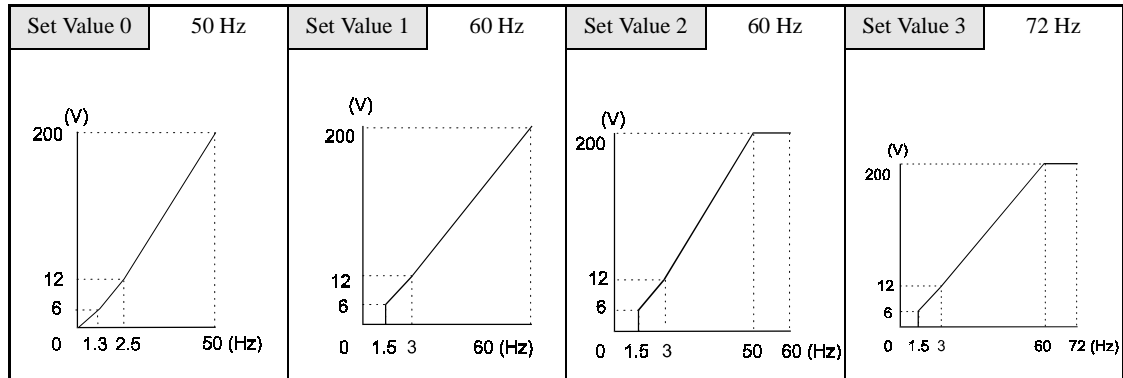 Set Value 0 50 Hz
Set Value 1 60 Hz
Set Value 2 60 Hz
Set Value 3 72 Hz
(V)
200
12
6
0 1.3 2.5 50 (Hz)
(V)
200
12
6
0 1.5 3 60 (Hz)
(V)
200
12
6
0 1.5 3 50 60 (Hz)
(V)
200
12
6
0 1.5 3 60 72 (Hz)